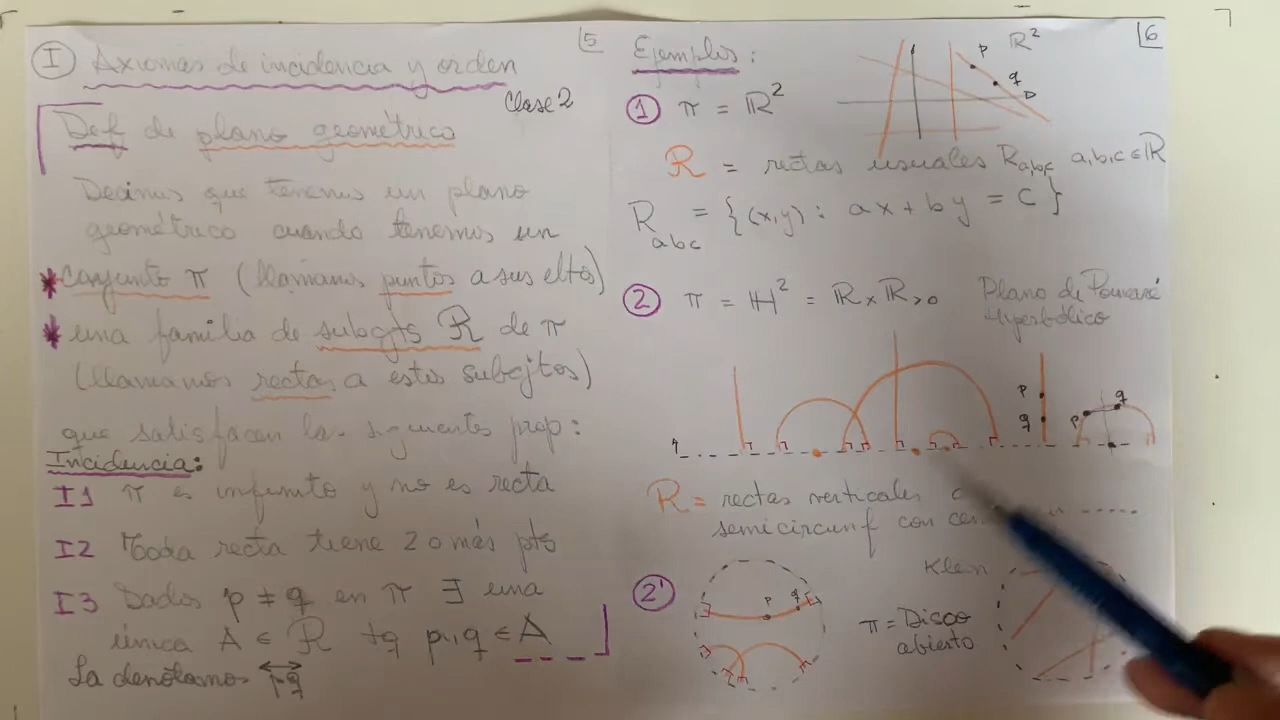 I Axiomas de incidencia y orden
5
Clase 2
Def de plano geométrico
Decimos que tenemos un plano
geométrico cuando tenemos un
* conjunto π (llamamos puntos a sus eltos)
* una familia de subcjts R de π
(llamamos rectas a estos subcjtos)
que satisfacen las siguientes prop:
Incidencia:
I1 π es infinito y no es recta
I2 Toda recta tiene 2 o más pts
I3 Dados p ≠ q en π ∃ una
única A ∈ R tq p, q ∈ A
La denotamos pq
6
Ejemplos:
1 π = ℝ²
p
q
ℝ²
R = rectas usuales R a,b,c a,b,c ∈ ℝ
R abc = {(x,y): ax + by = c}
2 π = H² = ℝ x ℝ>0 Plano de Poincaré
Hyperbólico
p
q
p
q
R = rectas verticales
semicircunf con
2' p q
π = Disco
abierto
Klein